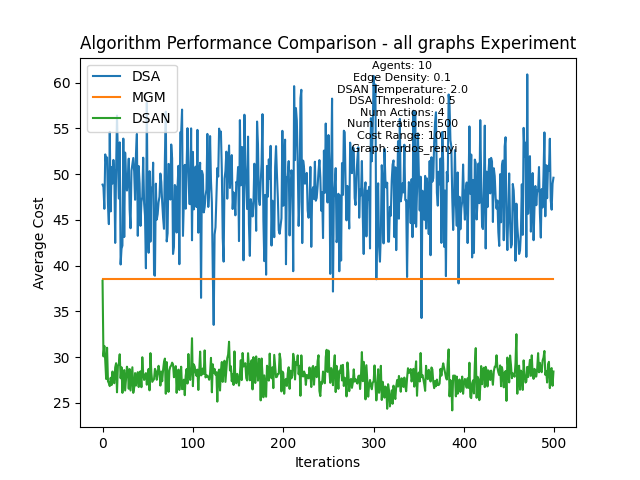 Algorithm Performance Comparison - all graphs Experiment
DSA
MGM
DSAN
Agents: 10
Edge Density: 0.1
DSAN Temperature: 2.0
DSA Threshold: 0.5
Num Actions: 4
Num Iterations: 500
Cost Range: 101
Graph: erdos_renyi
Average Cost
60
55
50
45
40
35
30
25
0
100
200
300
400
500
Iterations